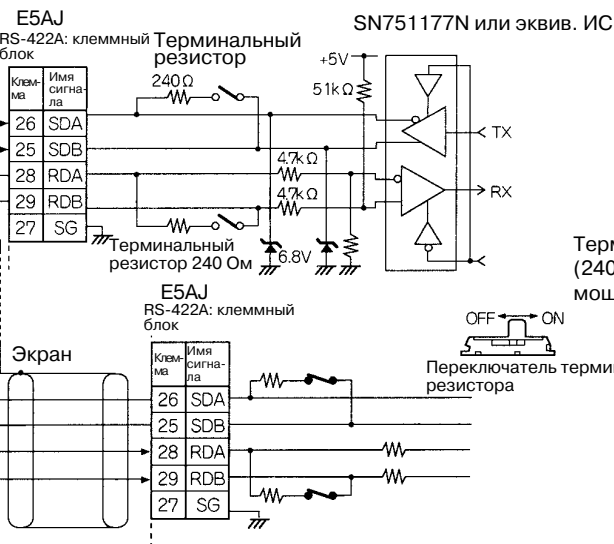 E5AJ
RS-422A: клеммный
блок
Терминальный
резистор
SN751177N или эквив. ИС
Клем-
ма
Имя
сигна-
ла
26 SDA
25 SDB
28 RDA
29 RDB
27 SG
240Ω
+5V
51kΩ
TX
4.7kΩ
4.7kΩ
RX
6.8V
Терминальный
резистор 240 Ом
Терм
(240
мощ
E5AJ
RS-422A: клеммный
блок
OFF ON
Переключатель терми
резистора
Экран
Клем-
ма
Имя
сигна-
ла
26 SDA
25 SDB
28 RDA
29 RDB
27 SG